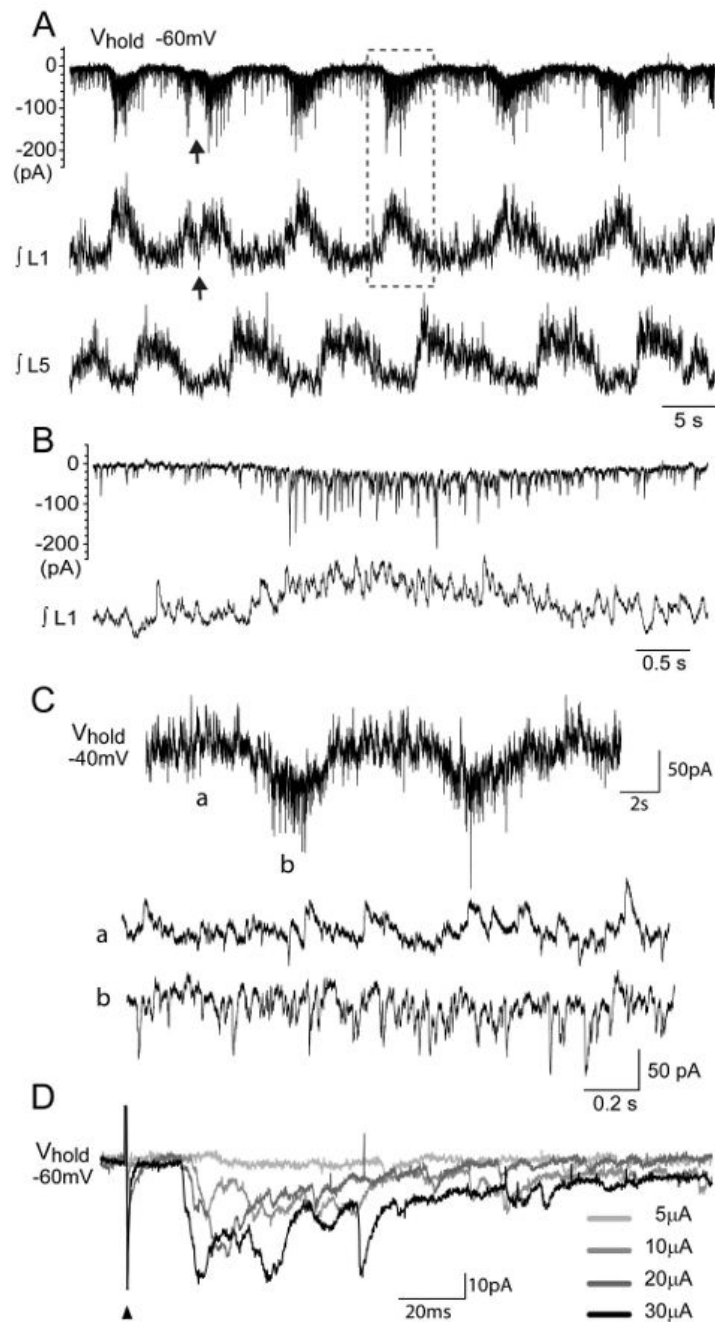 A
Vhold -60mV
0
-100
-200
(pA)
∫ L1
∫ L5
5 s
B
0
-100
-200
(pA)
∫ L1
0.5 s
C
Vhold
-40mV
50pA
2s
a
b
a
b
50 pA
0.2 s
D
Vhold
-60mV
5µA
10µA
20µA
30µA
10pA
20ms